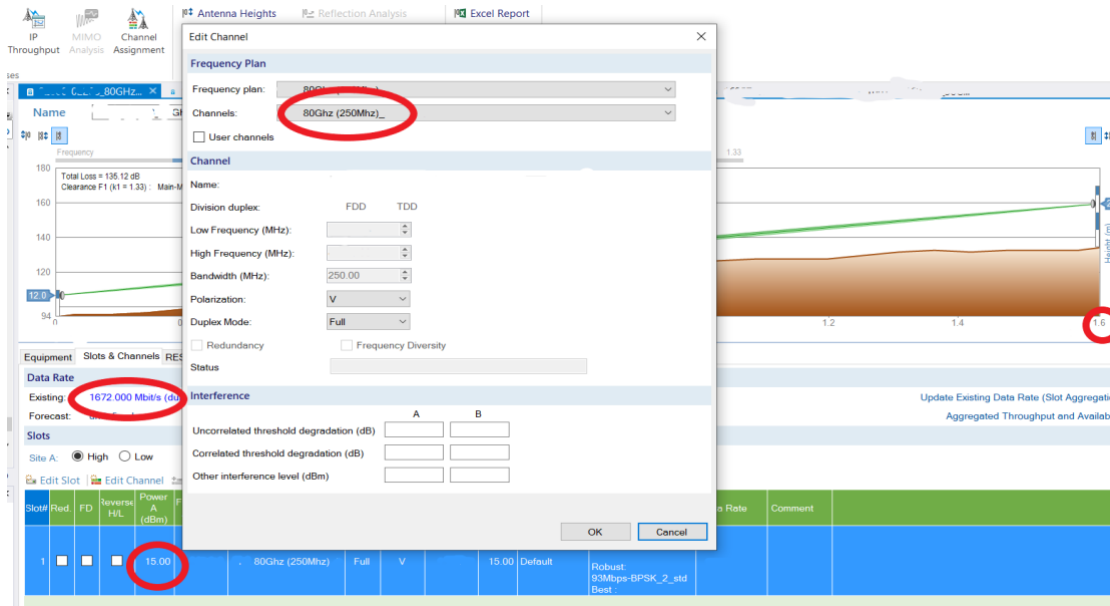 Antenna Heights
Reflection Analysis
Excel Report
IP
Throughput
MIMO
Analysis
Channel
Assignment
ses
_80GHz...
Name
Frequency
180
160
140
120
94
12.0
Total Loss = 135.12 dB
Clearance F1 (k1 = 1.33) : Main-M
0
Edit Channel
Frequency Plan
Frequency plan:
Channels: 80Ghz (250Mhz)_
User channels
Channel
Name:
Division duplex: FDD TDD
Low Frequency (MHz):
High Frequency (MHz):
Bandwidth (MHz): 250.00
Polarization: V
Duplex Mode: Full
Redundancy Frequency Diversity
Status
Interference
A B
Uncorrelated threshold degradation (dB)
Correlated threshold degradation (dB)
Other interference level (dBm)
OK Cancel
1.33
Height (m)
1.2 1.4 1.6
Equipment Slots & Channels RES
Data Rate
Existing: 1672.000 Mbit/s (du
Update Existing Data Rate (Slot Aggregati
Forecast:
Aggregated Throughput and Availab
Slots
Site A: High Low
Edit Slot Edit Channel
Slot# Red. FD Reverse H/L Power A (dBm) F
a Rate Comment
1 15.00 80Ghz (250Mhz) Full V 15.00 Default
Robust:
93Mbps-BPSK_2_std
Best :